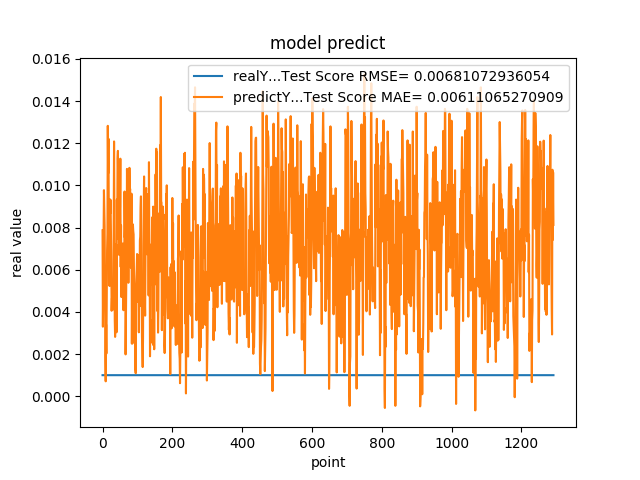 model predict
realY...Test Score RMSE= 0.00681072936054
predictY...Test Score MAE= 0.00611065270909
0.016
0.014
0.012
0.010
0.008
0.006
0.004
0.002
0.000
real value
0 200 400 600 800 1000 1200
point